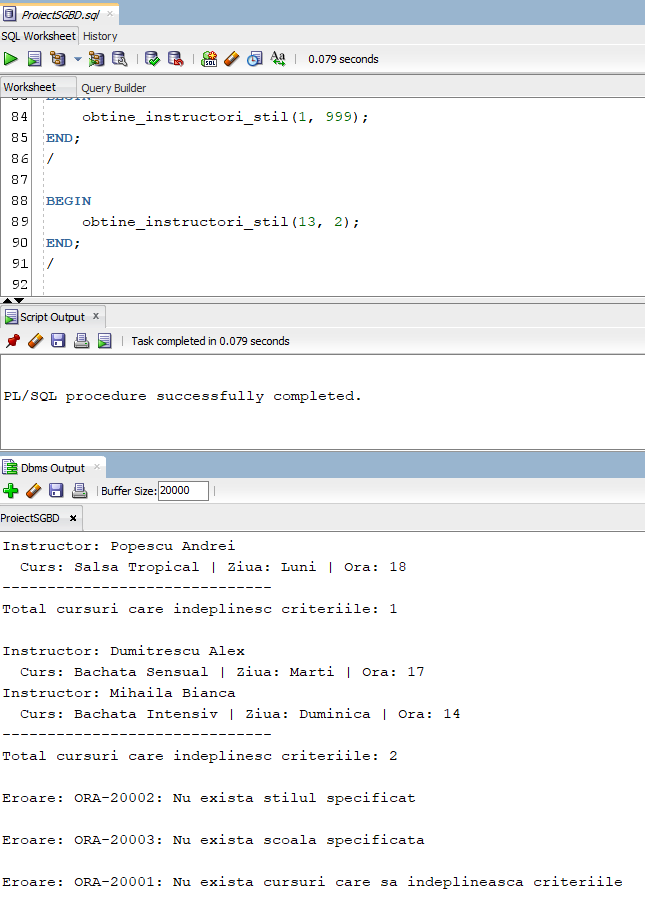 ProiectSGBD.sql
SQL Worksheet History
0.079 seconds
Worksheet Query Builder
83 BEGIN
84 obtine_instructori_stil(1, 999);
85 END;
86 /
87
88 BEGIN
89 obtine_instructori_stil(13, 2);
90 END;
91 /
92
Script Output x
Task completed in 0.079 seconds
PL/SQL procedure successfully completed.
Dbms Output
Buffer Size: 20000
ProiectSGBD x
Instructor: Popescu Andrei
Curs: Salsa Tropical | Ziua: Luni | Ora: 18
------------------------------
Total cursuri care indeplinesc criteriile: 1
Instructor: Dumitrescu Alex
Curs: Bachata Sensual | Ziua: Marti | Ora: 17
Instructor: Mihaila Bianca
Curs: Bachata Intensiv | Ziua: Duminica | Ora: 14
------------------------------
Total cursuri care indeplinesc criteriile: 2
Eroare: ORA-20002: Nu exista stilul specificat
Eroare: ORA-20003: Nu exista scoala specificata
Eroare: ORA-20001: Nu exista cursuri care sa indeplineasca criteriile